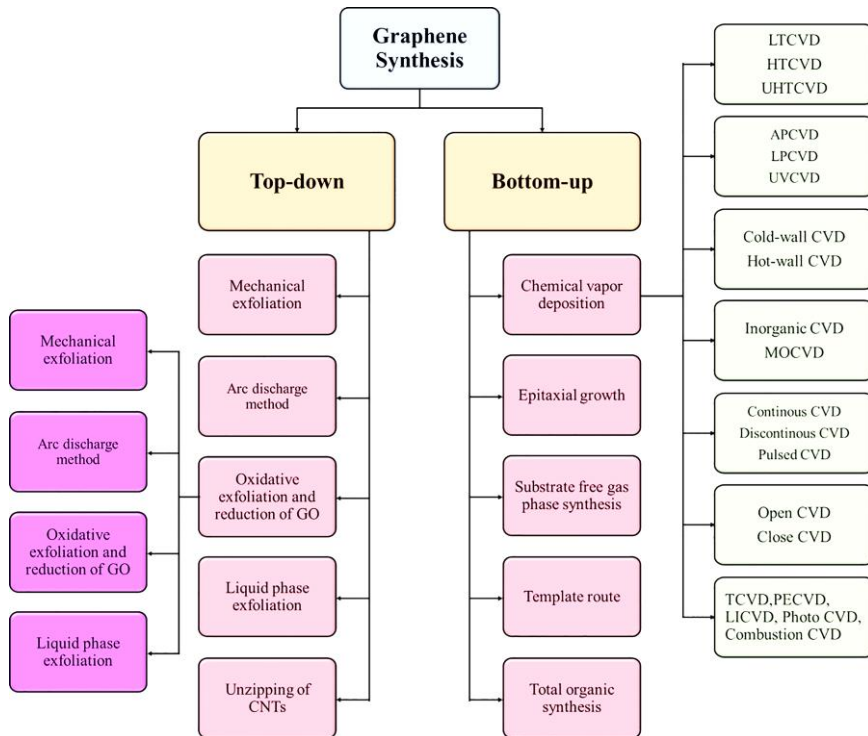 Graphene
Synthesis
Top-down
Bottom-up
Mechanical
exfoliation
Arc discharge
method
Oxidative
exfoliation and
reduction of GO
Liquid phase
exfoliation
Mechanical
exfoliation
Arc discharge
method
Oxidative
exfoliation and
reduction of GO
Liquid phase
exfoliation
Unzipping of
CNTs
Chemical vapor
deposition
Epitaxial growth
Substrate free gas
phase synthesis
Template route
Total organic
synthesis
LTCVD
HTCVD
UHTCVD
APCVD
LPCVD
UVCVD
Cold-wall CVD
Hot-wall CVD
Inorganic CVD
MOCVD
Continous CVD
Discontinous CVD
Pulsed CVD
Open CVD
Close CVD
TCVD,PECVD,
LICVD, Photo CVD,
Combustion CVD